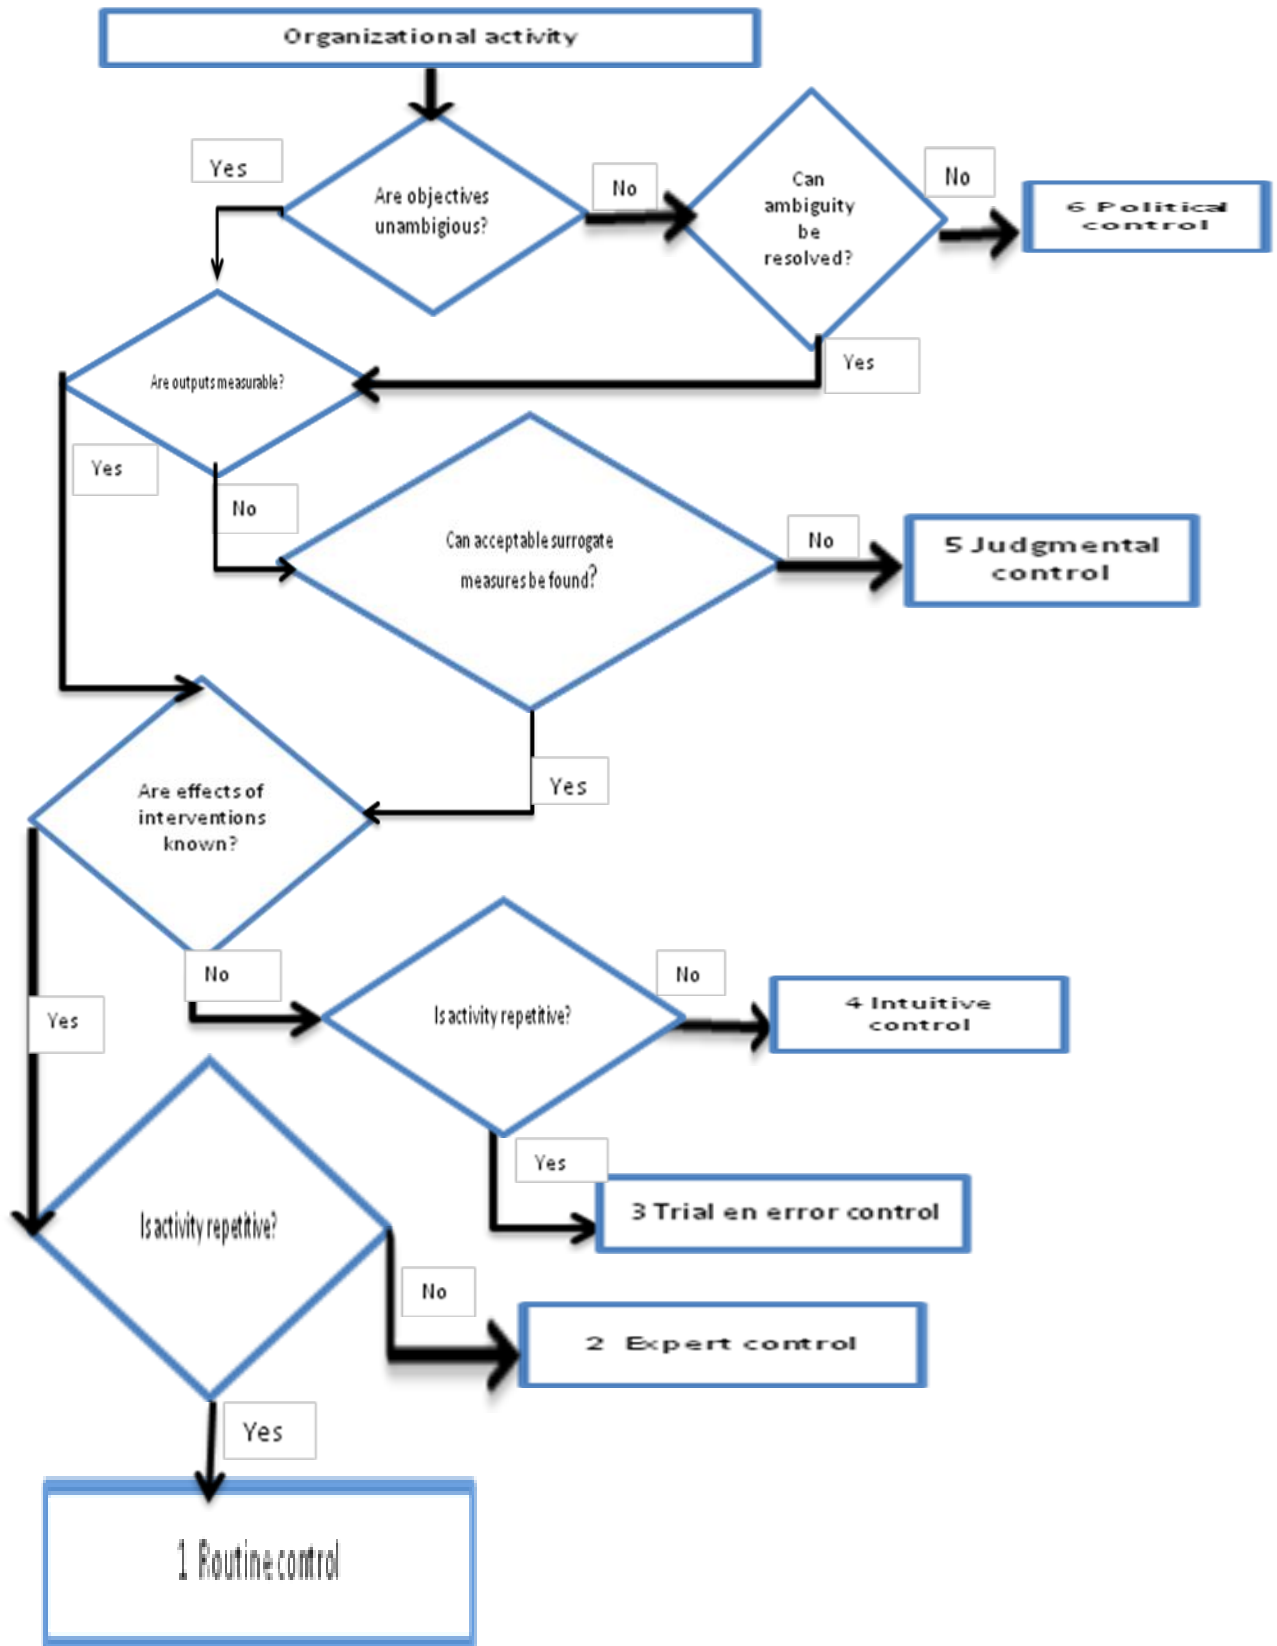 Organizational activity
Yes
Are objectives
unambigious?
No
Can
ambiguity
be
resolved?
No
6 Political
control
Yes
Are outputs measurable?
Yes
No
Can acceptable surrogate
measures be found?
No
5 Judgmental
control
Yes
Are effects of
interventions
known?
No
Yes
Is activity repetitive?
No
4 Intuitive
control
Yes
3 Trial en error control
Is activity repetitive?
No
2 Expert control
Yes
1 Routine control